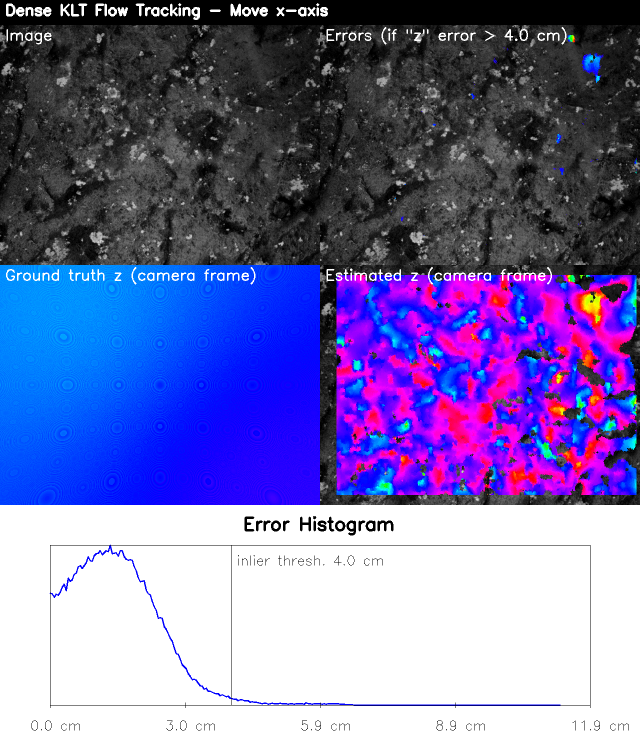 Dense KLT Flow Tracking - Move x-axis
Image
Errors (if "z" error > 4.0 cm)
Ground truth z (camera frame)
Estimated z (camera frame)
Error Histogram
inlier thresh. 4.0 cm
0.0 cm 3.0 cm 5.9 cm 8.9 cm 11.9 cm